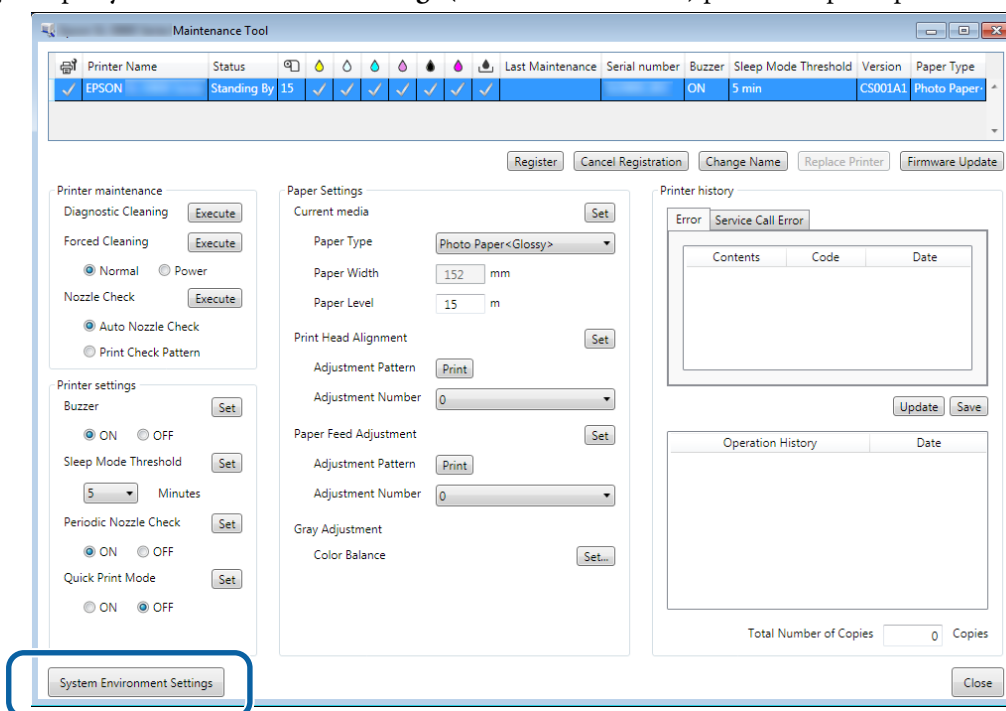 Maintenance Tool
Printer Name Status Last Maintenance Serial number Buzzer Sleep Mode Threshold Version Paper Type
EPSON Standing By 15 ON 5 min CS001A1 Photo Paper
Register Cancel Registration Change Name Replace Printer Firmware Update
Printer maintenance
Diagnostic Cleaning Execute
Forced Cleaning Execute
Normal Power
Nozzle Check Execute
Auto Nozzle Check
Print Check Pattern
Printer settings
Buzzer Set
ON OFF
Sleep Mode Threshold Set
5 Minutes
Periodic Nozzle Check Set
ON OFF
Quick Print Mode Set
ON OFF
Paper Settings
Current media Set
Paper Type Photo Paper<Glossy>
Paper Width 152 mm
Paper Level 15 m
Print Head Alignment Set
Adjustment Pattern Print
Adjustment Number 0
Paper Feed Adjustment Set
Adjustment Pattern Print
Adjustment Number 0
Gray Adjustment
Color Balance Set...
Printer history
Error Service Call Error
Contents Code Date
Update Save
Operation History Date
Total Number of Copies 0 Copies
System Environment Settings Close